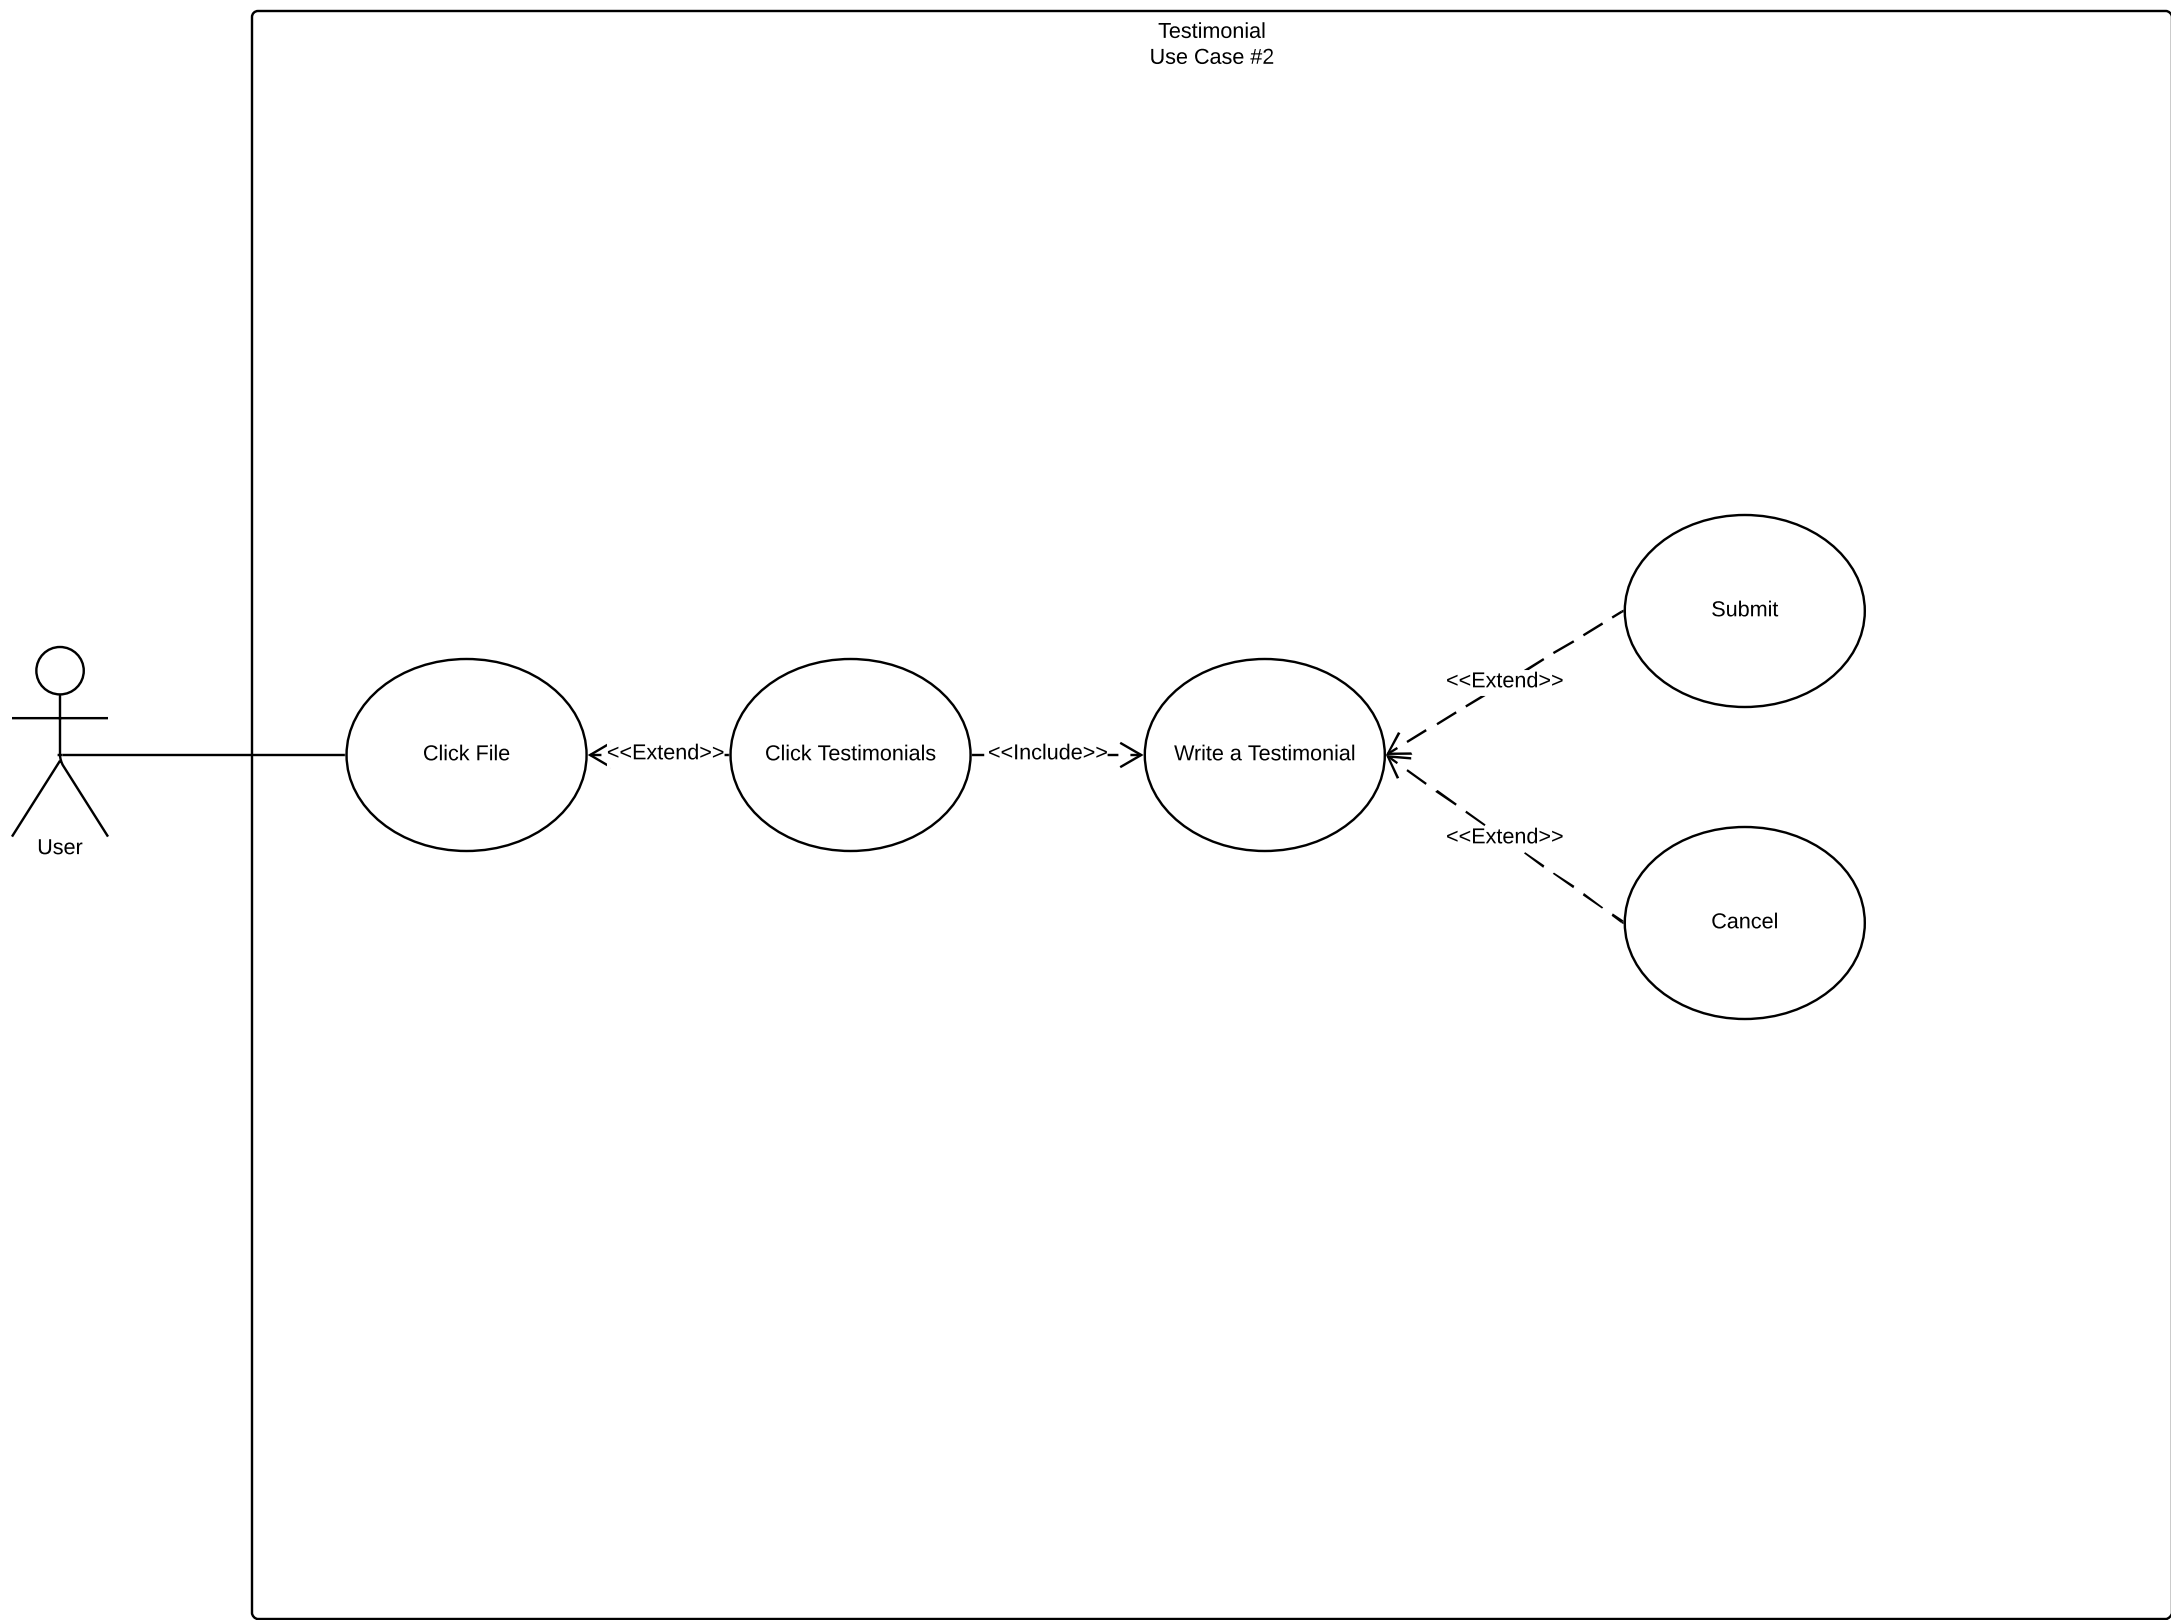 Testimonial
Use Case #2
Submit
<<Extend>>
Click File
<<Extend>>
Click Testimonials
<<Include>>
Write a Testimonial
<<Extend>>
User
Cancel